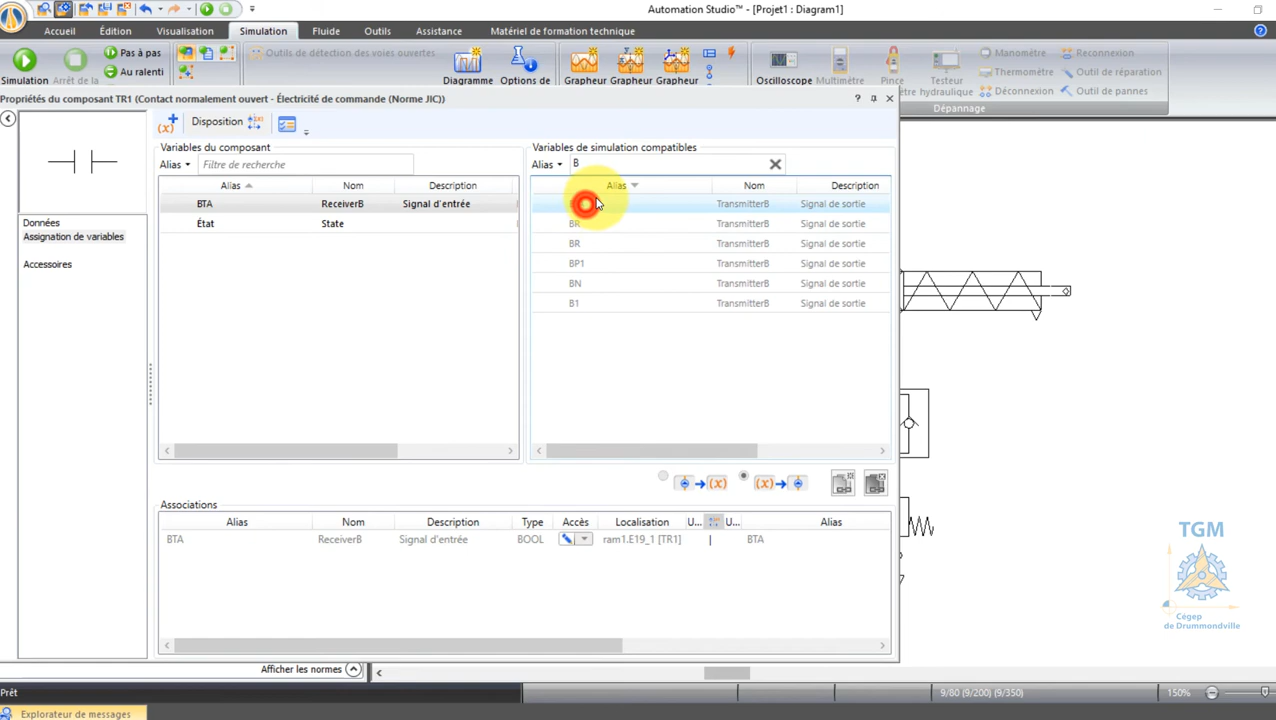 Automation Studio™ - [Projet1 : Diagram1]
Accueil Édition Visualisation Simulation Fluide Outils Assistance Matériel de formation technique
Pas à pas
Au ralenti
Simulation Arrêt de la
Outils de détection des voies ouvertes
Diagramme Options de Grapheur Grapheur Grapheur
Oscilloscope Multimètre Pince Testeur hydraulique
Manomètre Reconnexion
Thermomètre Outil de réparation
Déconnexion Outil de pannes
Dépannage
Propriétés du composant TR1 (Contact normalement ouvert - Électricité de commande (Norme JIC))
Disposition
Données
Assignation de variables
Accessoires
Variables du composant
Alias Filtre de recherche
Alias Nom Description
BTA ReceiverB Signal d'entrée
État State
Variables de simulation compatibles
Alias B
Alias Nom Description
TransmitterB Signal de sortie
BR TransmitterB Signal de sortie
BR TransmitterB Signal de sortie
BP1 TransmitterB Signal de sortie
BN TransmitterB Signal de sortie
B1 TransmitterB Signal de sortie
(x) (x)
Associations
Alias Nom Description Type Accès Localisation U... U... Alias
BTA ReceiverB Signal d'entrée BOOL ram1.E19_1 [TR1] BTA
Afficher les normes
Prêt
9/80 (9/200) (9/350) 150%
Explorateur de messages
TGM
Cégep
de Drummondville